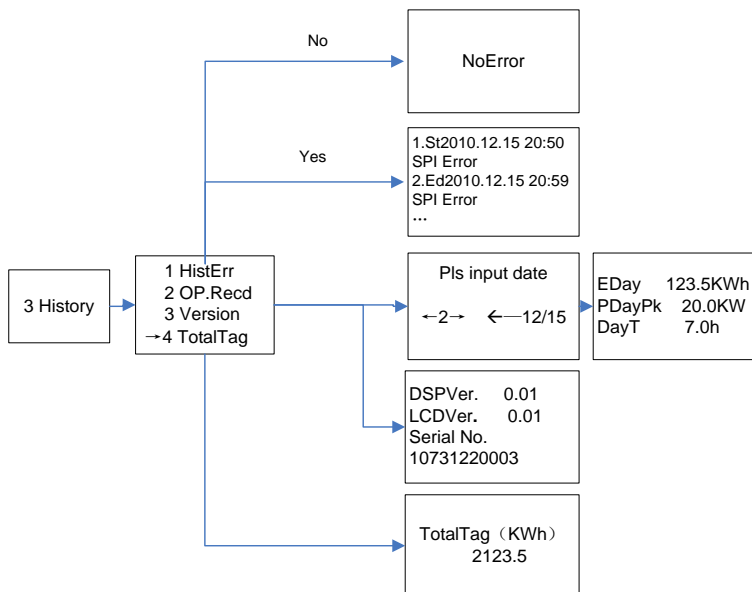 No
NoError
Yes
1.St2010.12.15 20:50
SPI Error
2.Ed2010.12.15 20:59
SPI Error
...
3 History
1 HistErr
2 OP.Recd
3 Version
→4 TotalTag
Pls input date
←2→ ←—12/15
EDay 123.5KWh
PDayPk 20.0KW
DayT 7.0h
DSPVer. 0.01
LCDVer. 0.01
Serial No.
10731220003
TotalTag（KWh）
2123.5